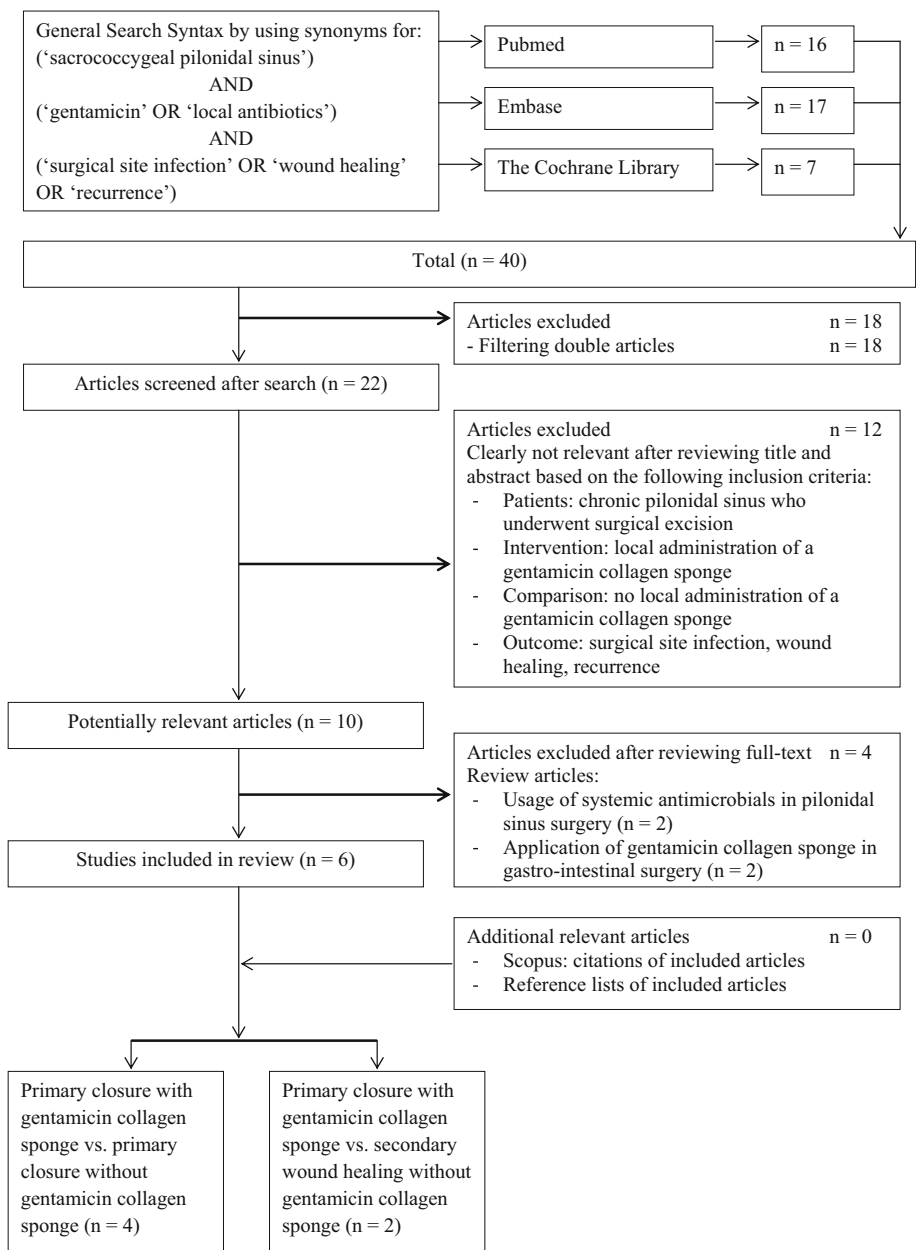 General Search Syntax by using synonyms for:
(‘sacrococcygeal pilonidal sinus’)
AND
(‘gentamicin’ OR ‘local antibiotics’)
AND
(‘surgical site infection’ OR ‘wound healing’
OR ‘recurrence’)
Pubmed
n = 16
Embase
n = 17
The Cochrane Library
n = 7
Total (n = 40)
Articles excluded n = 18
- Filtering double articles n = 18
Articles screened after search (n = 22)
Articles excluded n = 12
Clearly not relevant after reviewing title and
abstract based on the following inclusion criteria:
- Patients: chronic pilonidal sinus who
underwent surgical excision
- Intervention: local administration of a
gentamicin collagen sponge
- Comparison: no local administration of a
gentamicin collagen sponge
- Outcome: surgical site infection, wound
healing, recurrence
Potentially relevant articles (n = 10)
Articles excluded after reviewing full-text n = 4
Review articles:
- Usage of systemic antimicrobials in pilonidal
sinus surgery (n = 2)
- Application of gentamicin collagen sponge in
gastro-intestinal surgery (n = 2)
Studies included in review (n = 6)
Additional relevant articles n = 0
- Scopus: citations of included articles
- Reference lists of included articles
Primary closure with
gentamicin collagen
sponge vs. primary
closure without
gentamicin collagen
sponge (n = 4)
Primary closure with
gentamicin collagen
sponge vs. secondary
wound healing without
gentamicin collagen
sponge (n = 2)